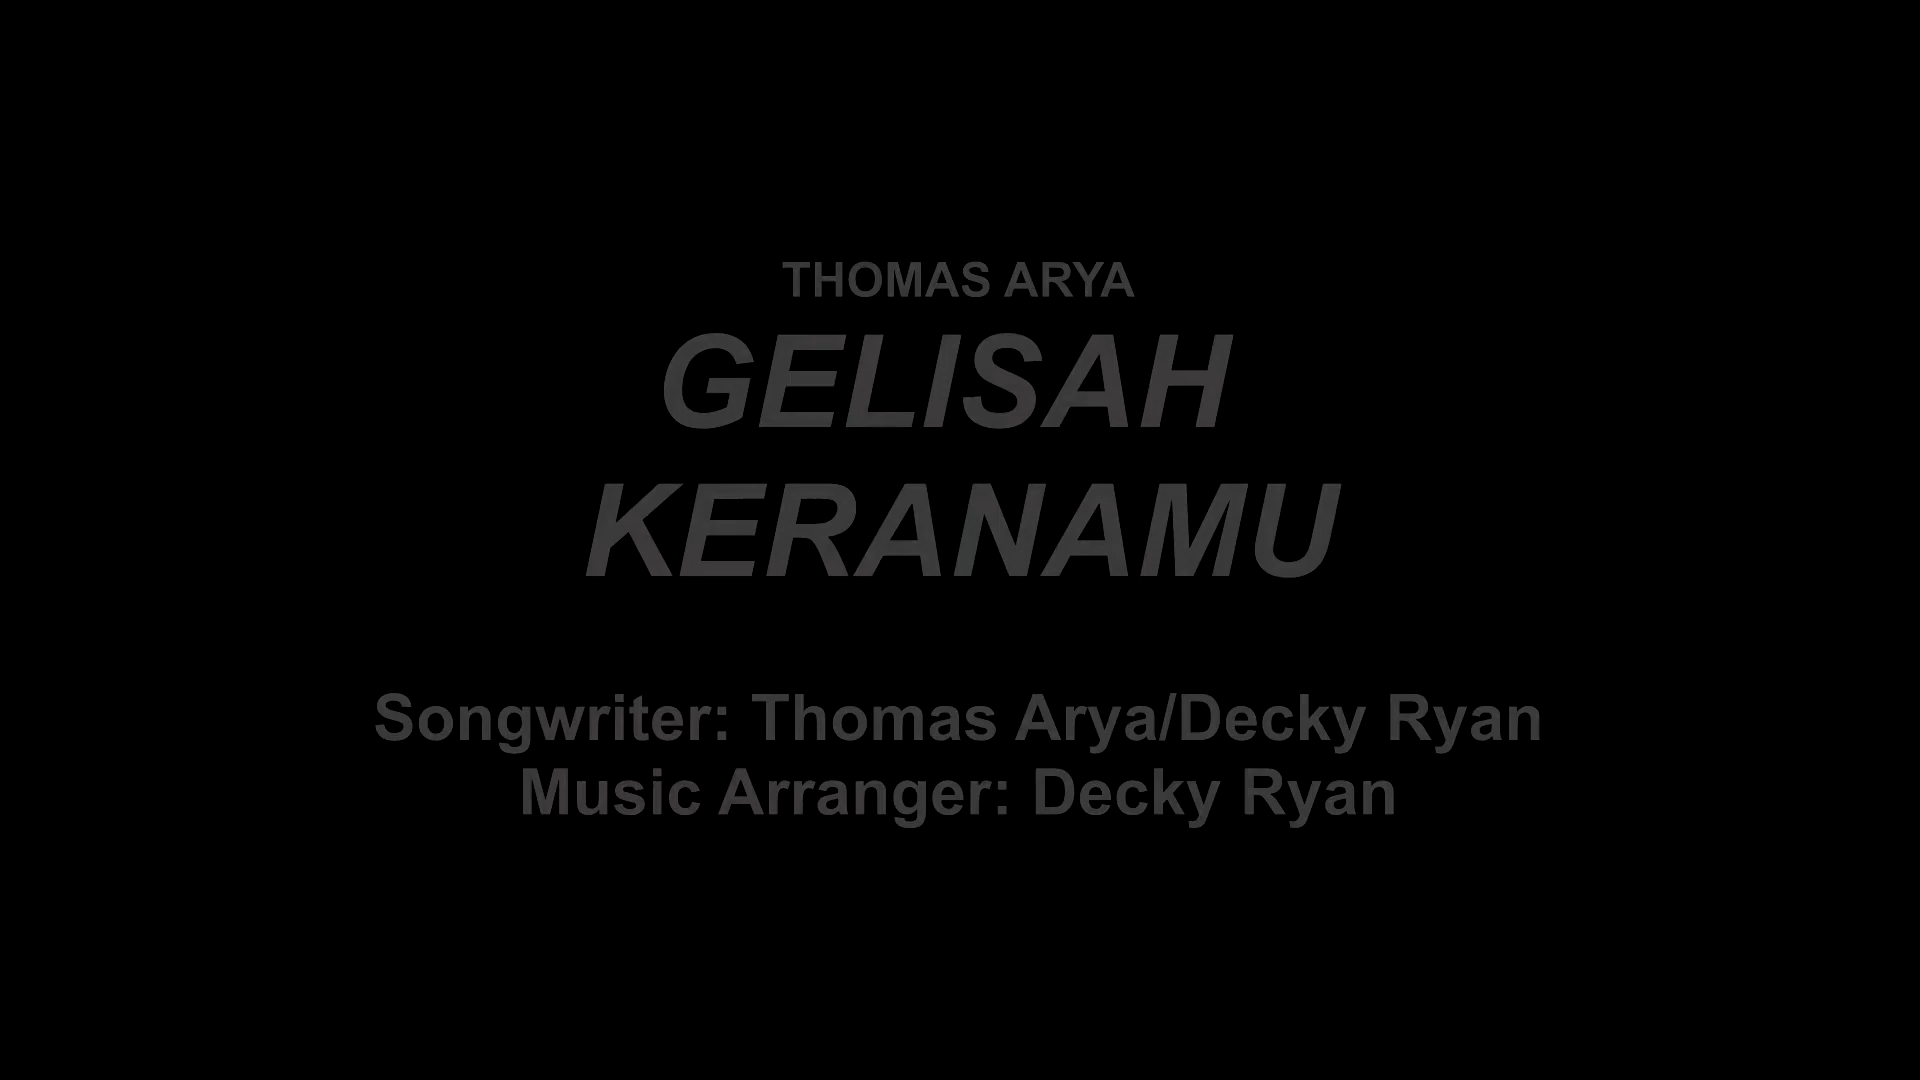 THOMAS ARYA
GELISAH
KERANAMU
Songwriter: Thomas Arya/Decky Ryan
Music Arranger: Decky Ryan